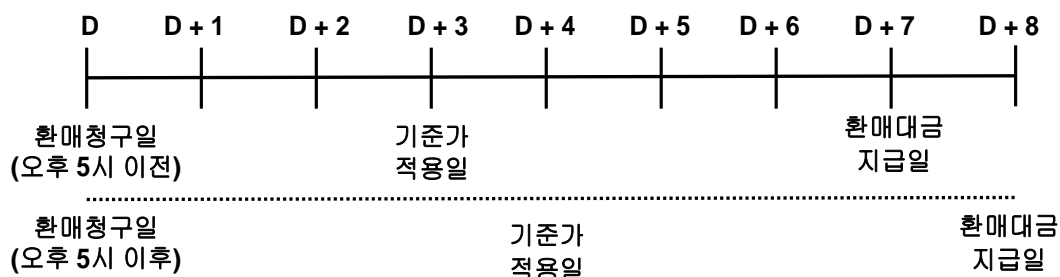 D D + 1 D + 2 D + 3 D + 4 D + 5 D + 6 D + 7 D + 8
환매청구일 기준가 환매대금
(오후 5시 이전) 적용일 지급일
환매청구일 기준가 환매대금
(오후 5시 이후) 적용일 지급일